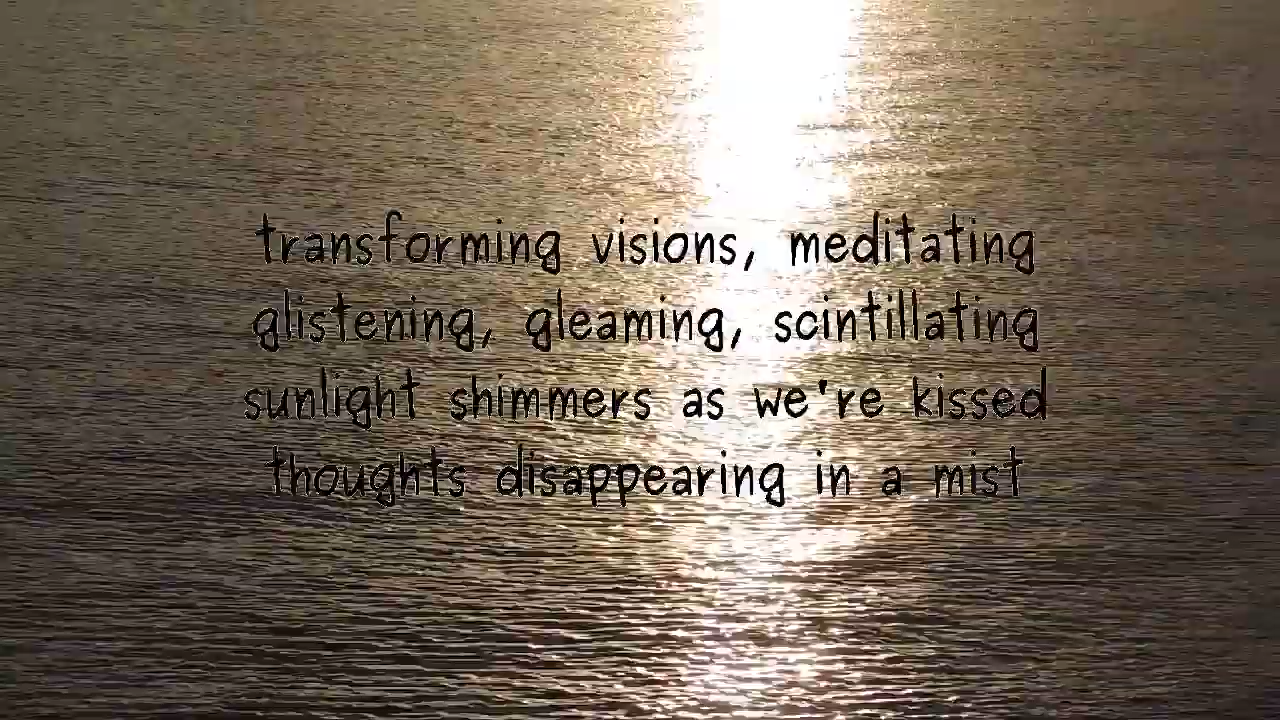 transforming visions, meditating
glistening, gleaming, scintillating
sunlight shimmers as we're kissed
thoughts disappearing in a mist